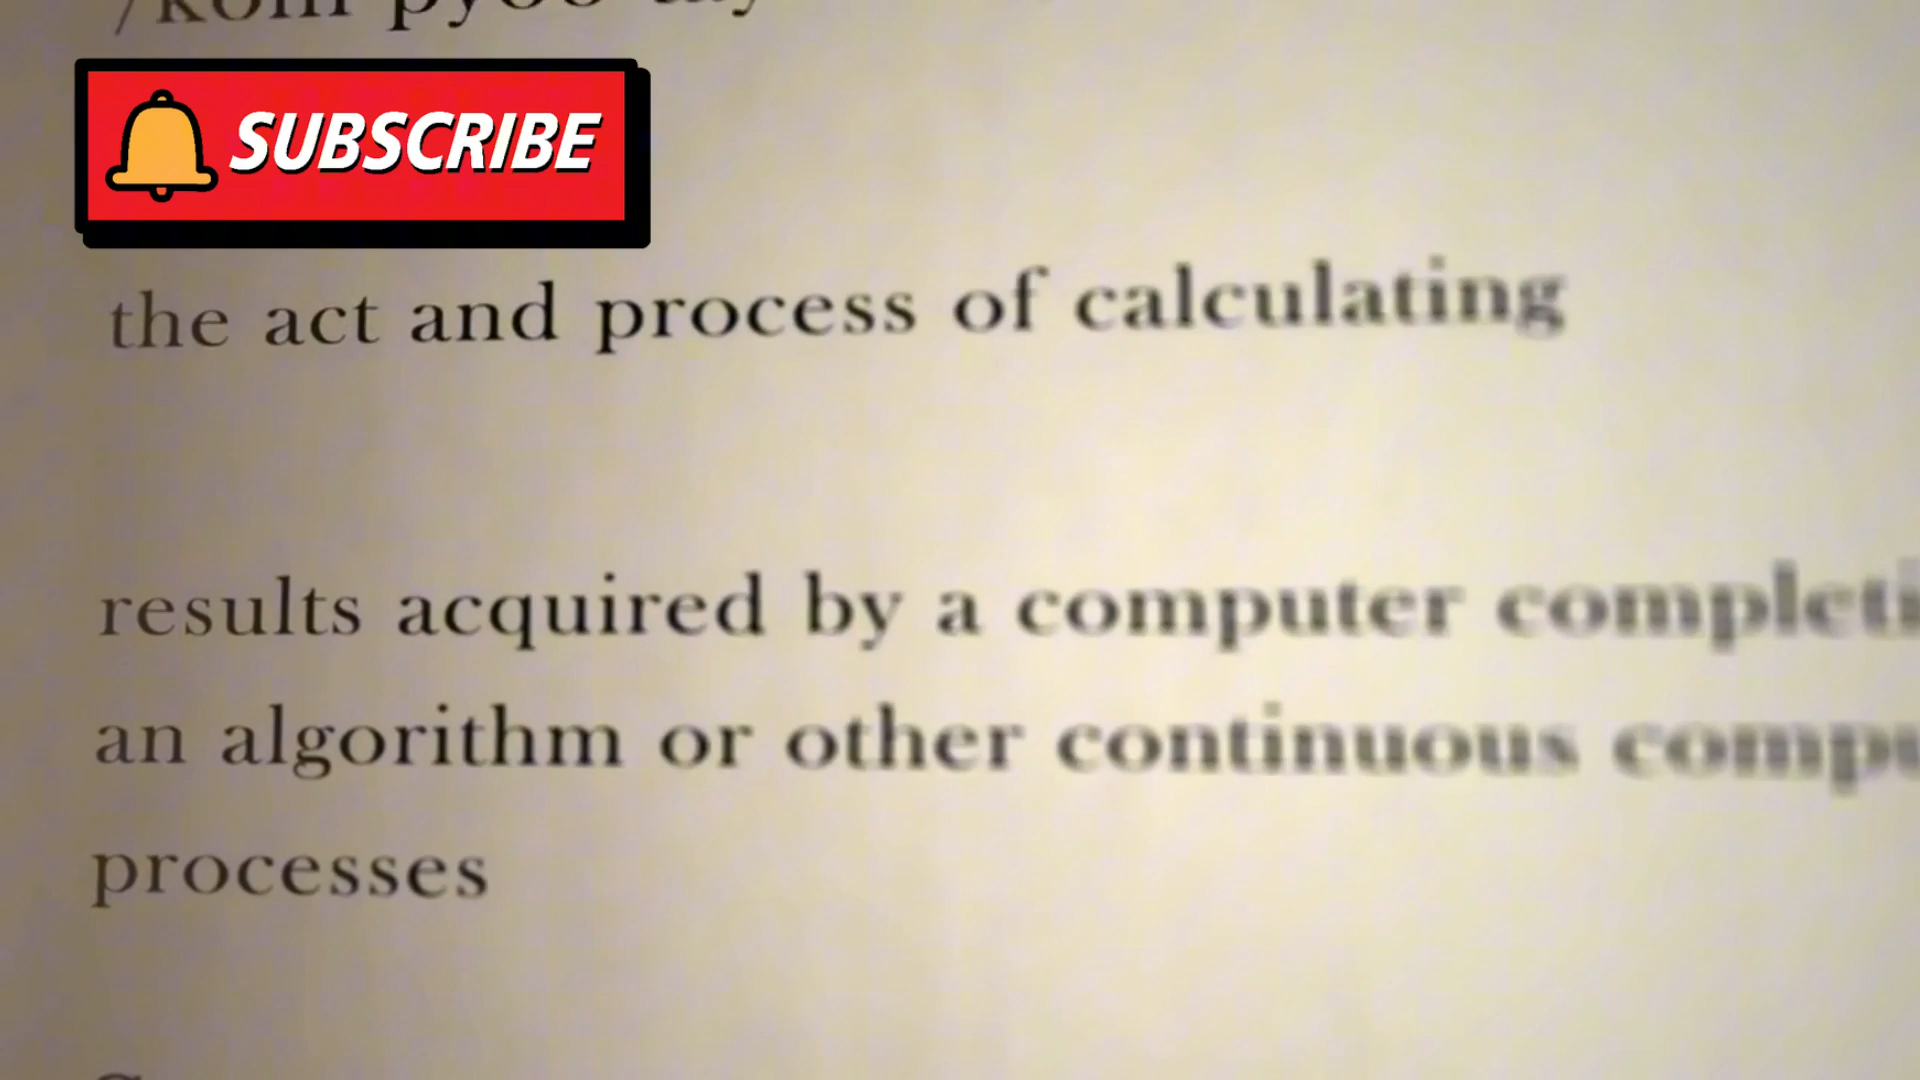 SUBSCRIBE
the act and process of calculating
results acquired by a computer
an algorithm or other continuous
processes